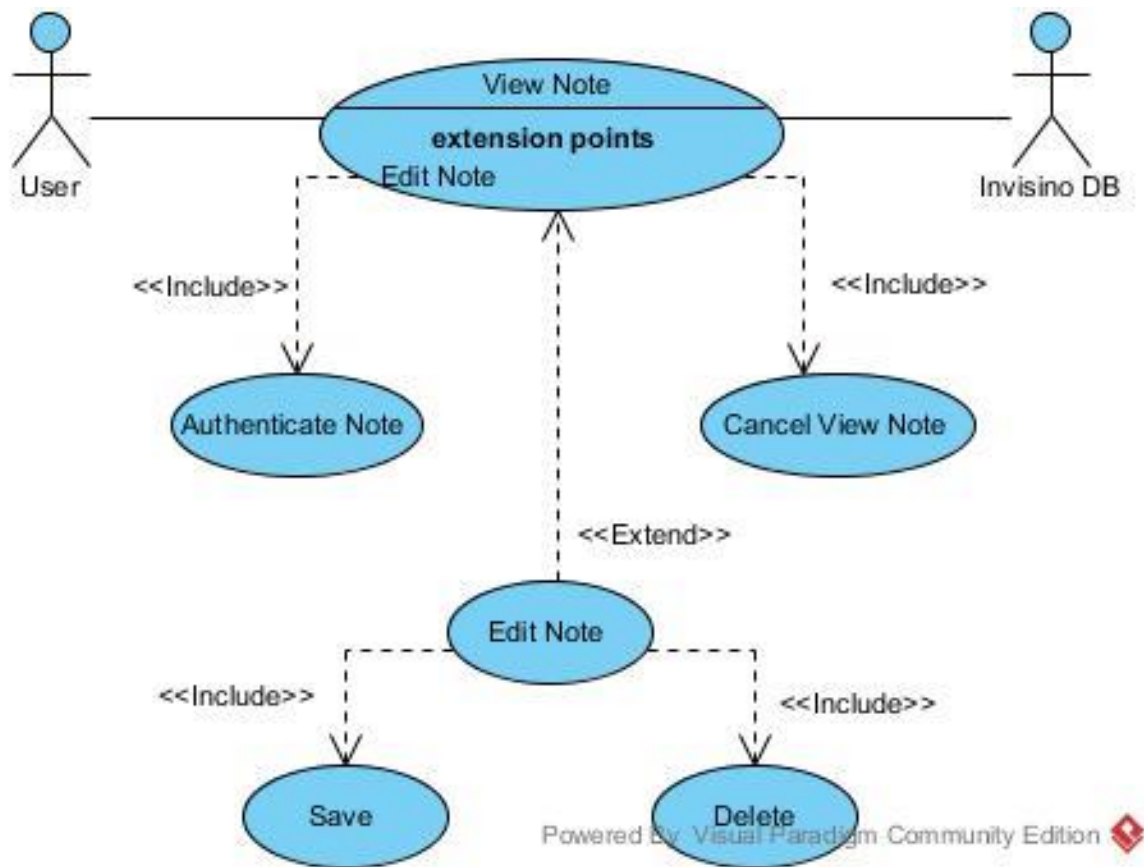 View Note
extension points
Edit Note
User
Invisino DB
<<Include>>
<<Include>>
Authenticate Note
Cancel View Note
<<Extend>>
Edit Note
<<Include>>
<<Include>>
Save
Delete
Powered By Visual Paradigm Community Edition